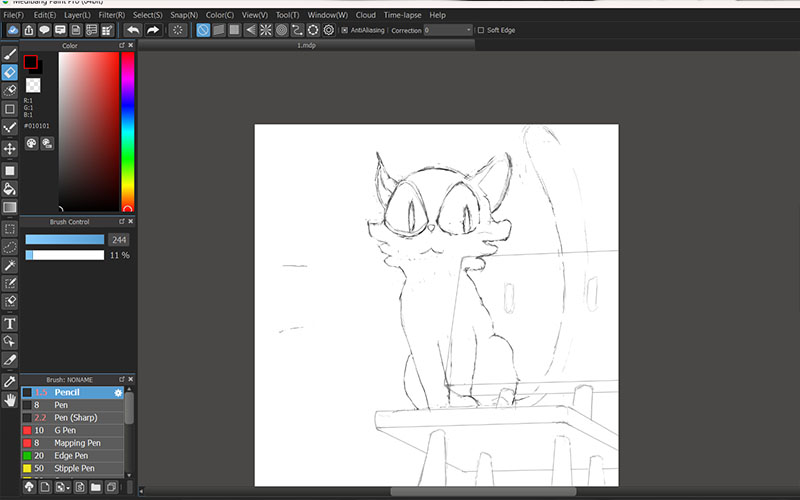 Medibang Paint Pro (64bit)
File(F) Edit(E) Layer(L) Filter(R) Select(S) Snap(N) Color(C) View(V) Tool(T) Window(W) Cloud Time-lapse Help
AntiAliasing Correction 0 Soft Edge
Color 1.mdp
R:1
G:1
B:1
#010101
Brush Control
244
11 %
T
Brush: NONAME
1.5 Pencil
8 Pen
2.2 Pen (Sharp)
10 G Pen
8 Mapping Pen
20 Edge Pen
50 Stipple Pen